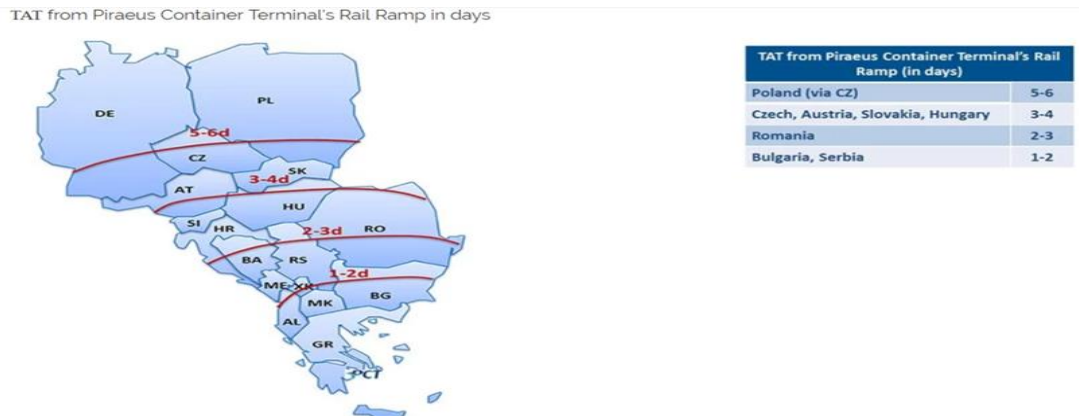 TAT from Piraeus Container Terminal's Rail Ramp in days
DE
PL
5-6d
CZ
SK
3-4d
AT
HU
SI
HR
2-3d
RO
BA
RS
1-2d
ME
XK
BG
MK
AL
GR
PCT
TAT from Piraeus Container Terminal's Rail
Ramp (in days)
Poland (via CZ) 5-6
Czech, Austria, Slovakia, Hungary 3-4
Romania 2-3
Bulgaria, Serbia 1-2